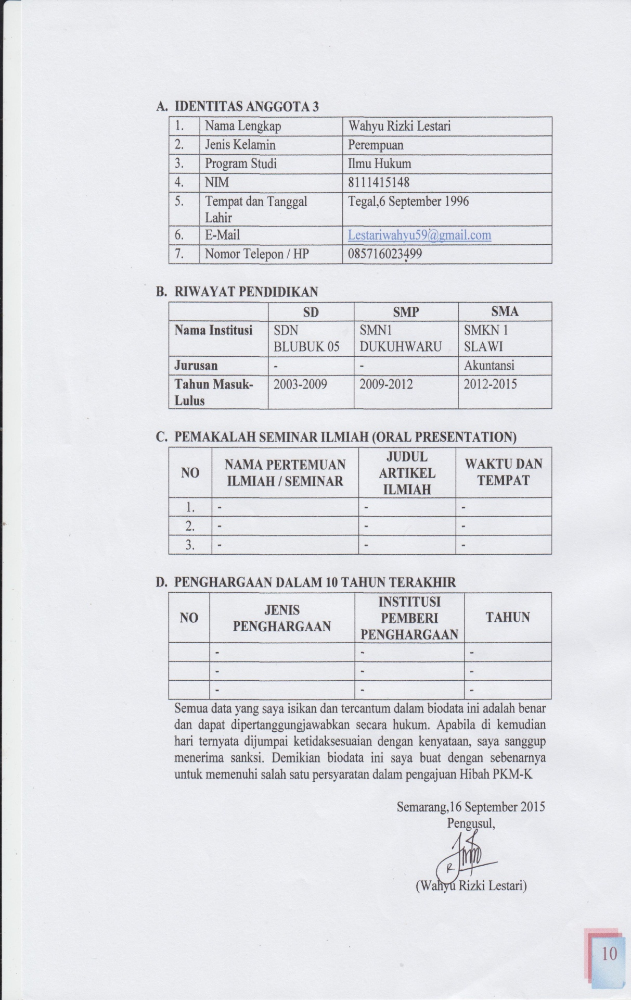 A. IDENTITAS ANGGOTA 3
1. Nama Lengkap Wahyu Rizki Lestari
2. Jenis Kelamin Perempuan
3. Program Studi Ilmu Hukum
4. NIM 8111415148
5. Tempat dan Tanggal Tegal,6 September 1996
Lahir
6. E-Mail Lestariwahyu59@gmail.com
7. Nomor Telepon / HP 085716023499
B. RIWAYAT PENDIDIKAN
SD SMP SMA
Nama Institusi SDN SMN1 SMKN 1
BLUBUK 05 DUKUHWARU SLAWI
Jurusan - - Akuntansi
Tahun Masuk- 2003-2009 2009-2012 2012-2015
Lulus
C. PEMAKALAH SEMINAR ILMIAH (ORAL PRESENTATION)
NO NAMA PERTEMUAN ILMIAH / SEMINAR JUDUL ARTIKEL ILMIAH WAKTU DAN TEMPAT
1. - - -
2. - - -
3. - - -
D. PENGHARGAAN DALAM 10 TAHUN TERAKHIR
NO JENIS PENGHARGAAN INSTITUSI PEMBERI PENGHARGAAN TAHUN
- - -
- - -
- - -
Semua data yang saya isikan dan tercantum dalam biodata ini adalah benar
dan dapat dipertanggungjawabkan secara hukum. Apabila di kemudian
hari ternyata dijumpai ketidaksesuaian dengan kenyataan, saya sanggup
menerima sanksi. Demikian biodata ini saya buat dengan sebenarnya
untuk memenuhi salah satu persyaratan dalam pengajuan Hibah PKM-K
Semarang,16 September 2015
Pengusul,
(Wahyu Rizki Lestari)
10